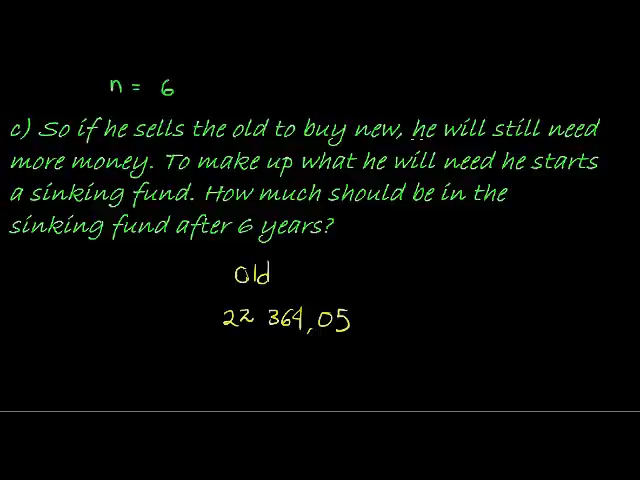 n = 6
c) So if he sells the old to buy new, he will still need
more money. To make up what he will need he starts
a sinking fund. How much should be in the
sinking fund after 6 years?
Old
22 364,05